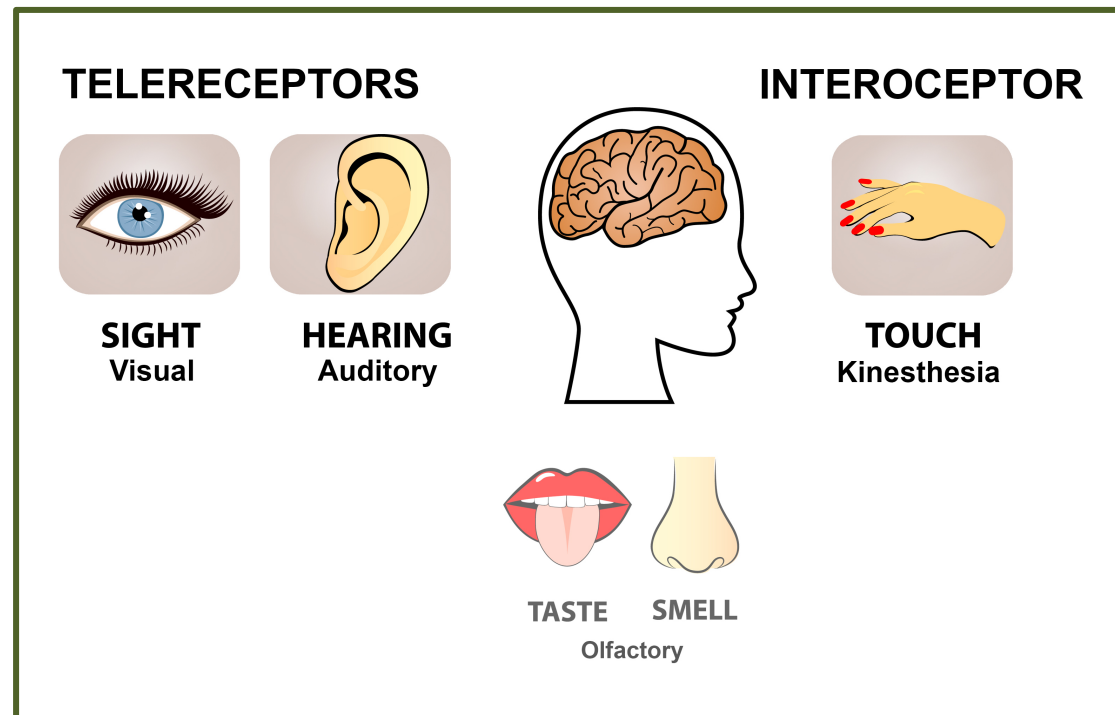 TELERECEPTORS
INTEROCEPTOR
SIGHT
Visual
HEARING
Auditory
TOUCH
Kinesthesia
TASTE
SMELL
Olfactory